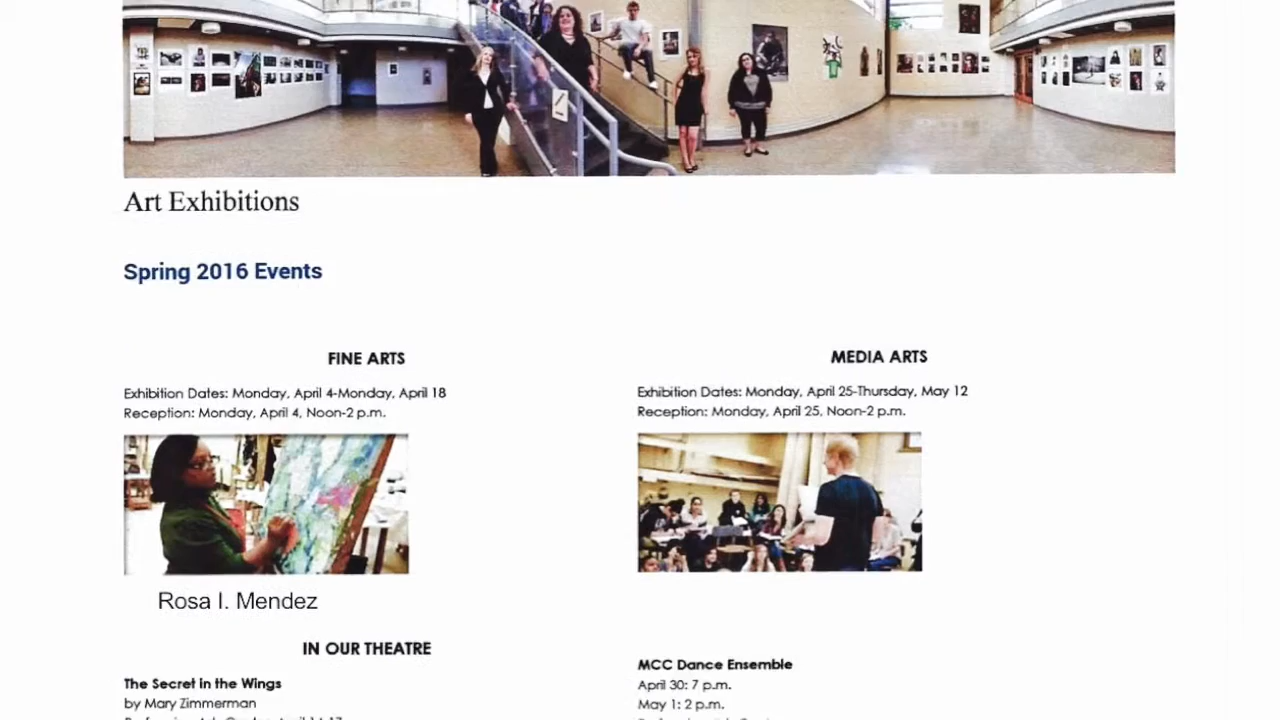 Art Exhibitions
Spring 2016 Events
FINE ARTS
Exhibition Dates: Monday, April 4-Monday, April 18
Reception: Monday, April 4, Noon-2 p.m.
Rosa I. Mendez
IN OUR THEATRE
The Secret in the Wings
by Mary Zimmerman
MEDIA ARTS
Exhibition Dates: Monday, April 25-Thursday, May 12
Reception: Monday, April 25, Noon-2 p.m.
MCC Dance Ensemble
April 30: 7 p.m.
May 1: 2 p.m.